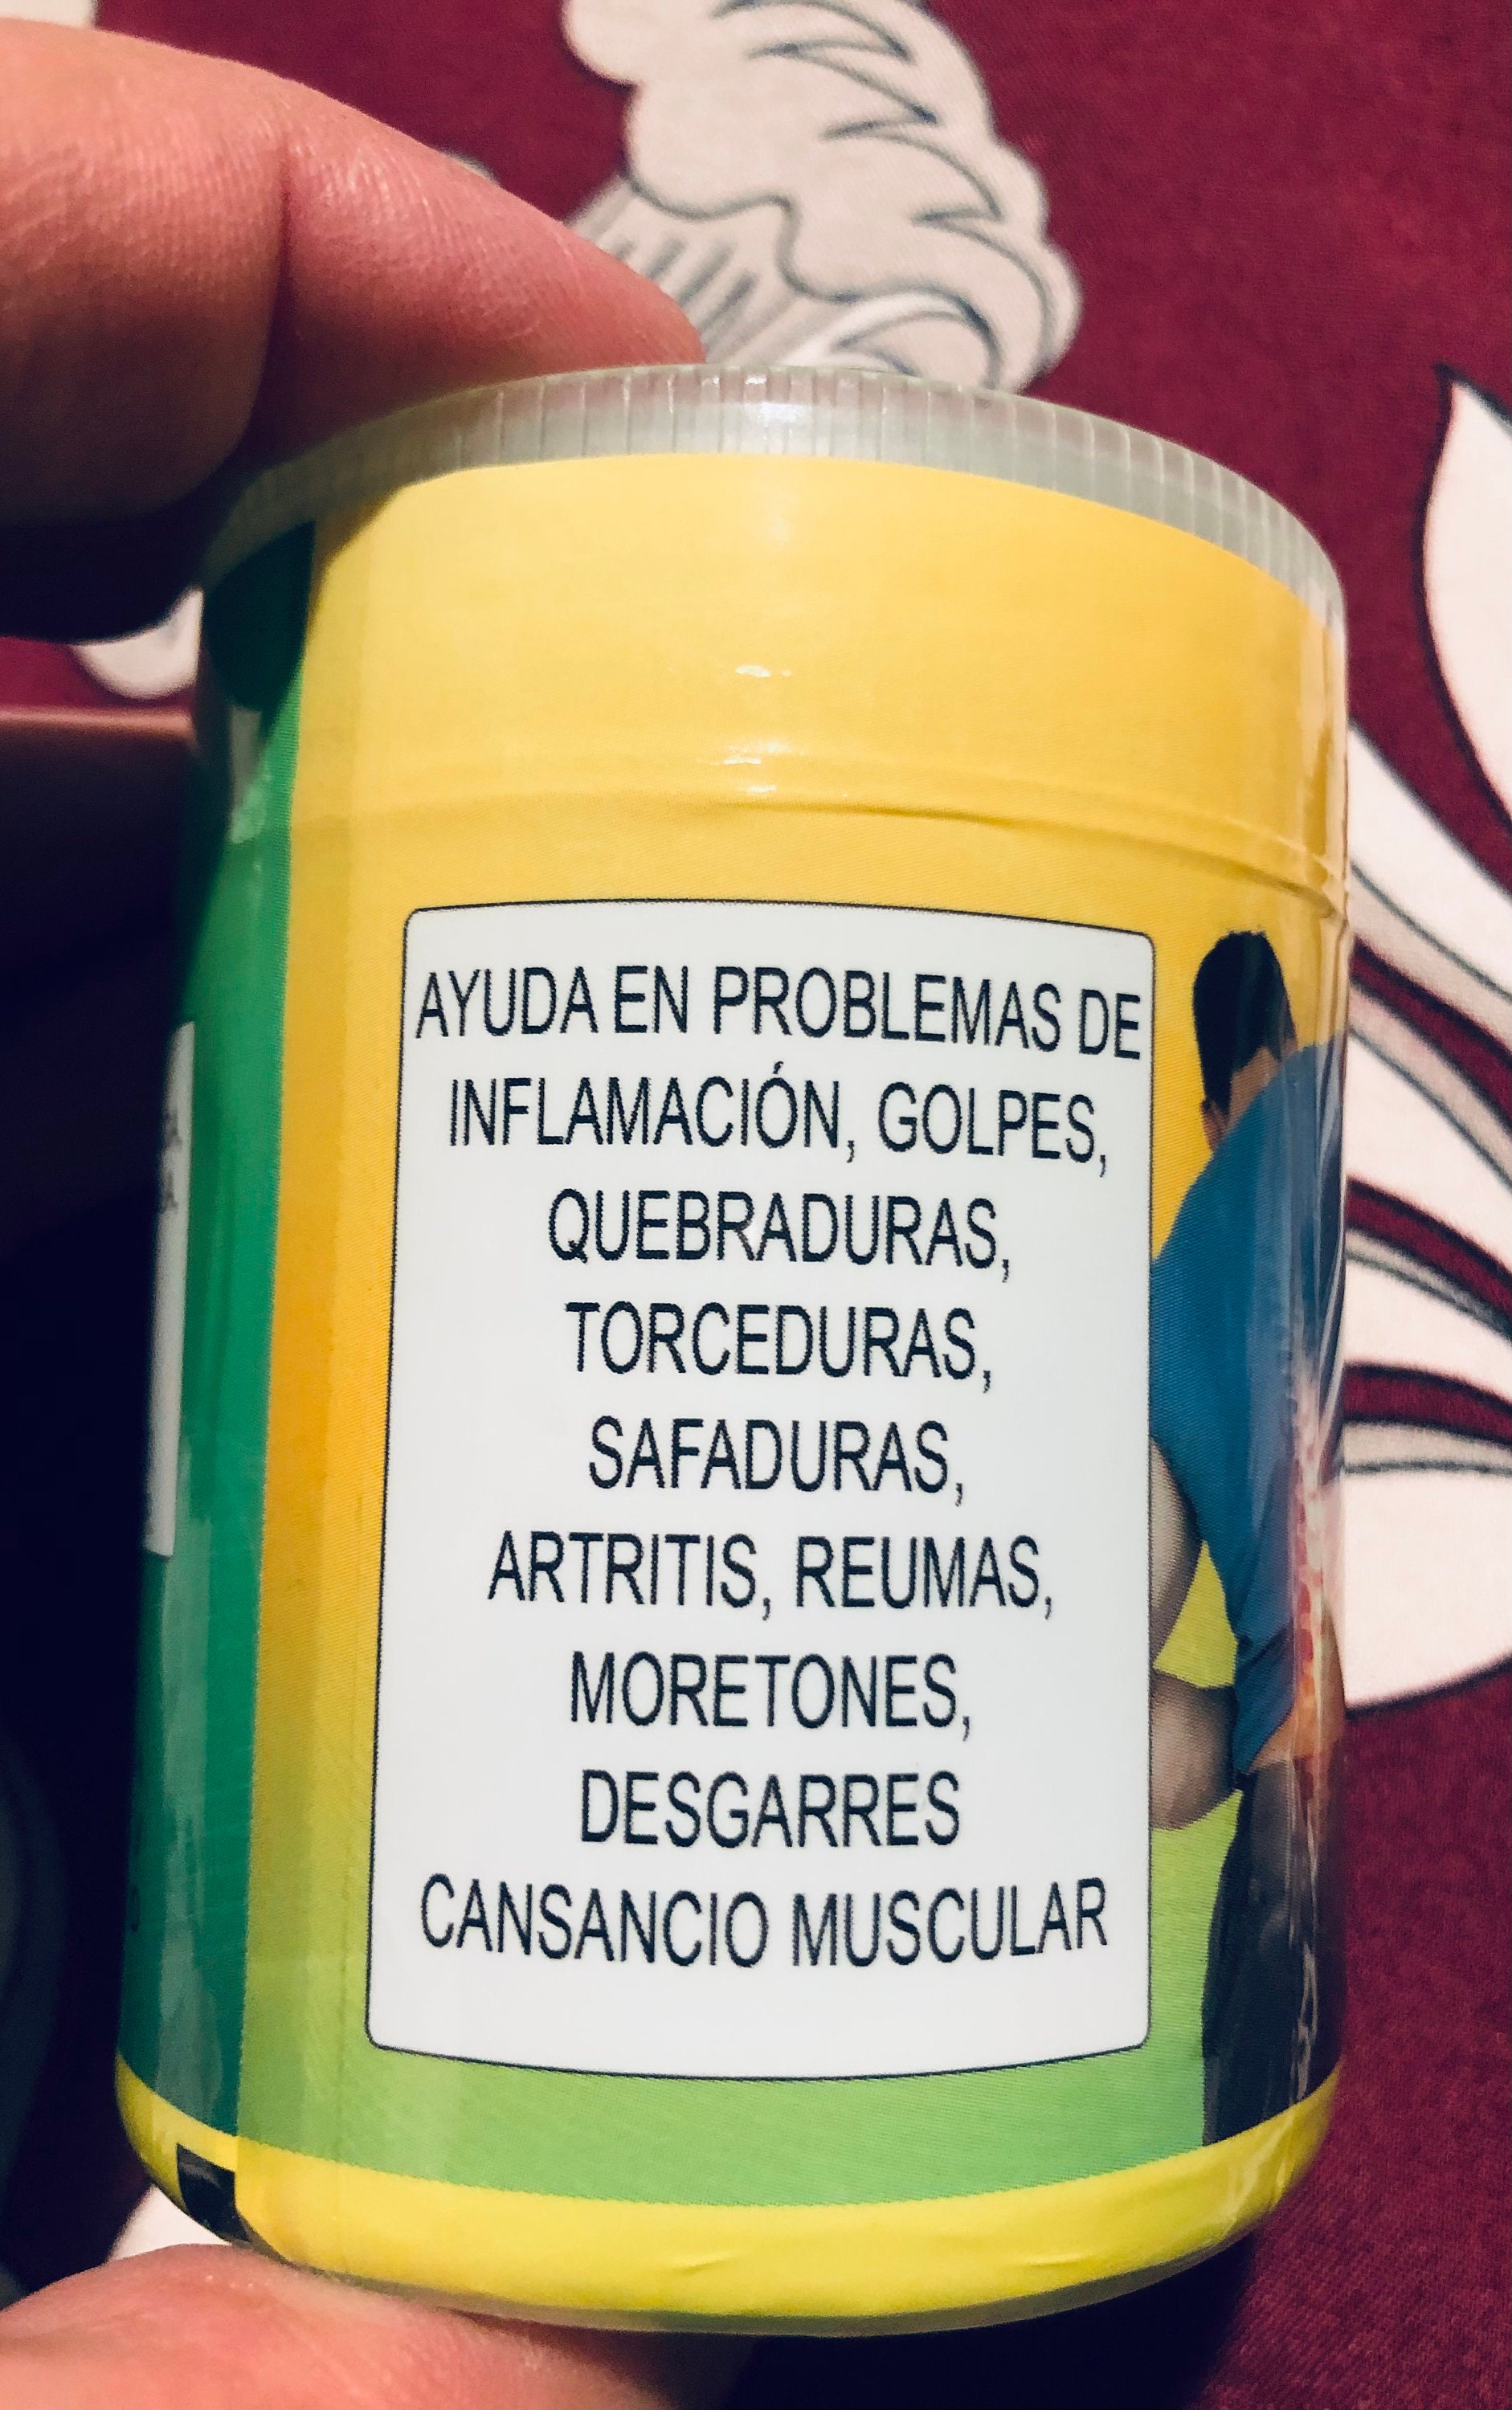 AYUDA EN PROBLEMAS DE
INFLAMACIÓN, GOLPES,
QUEBRADURAS,
TORCEDURAS,
SAFADURAS,
ARTRITIS, REUMAS,
MORETONES,
DESGARRES
CANSANCIO MUSCULAR